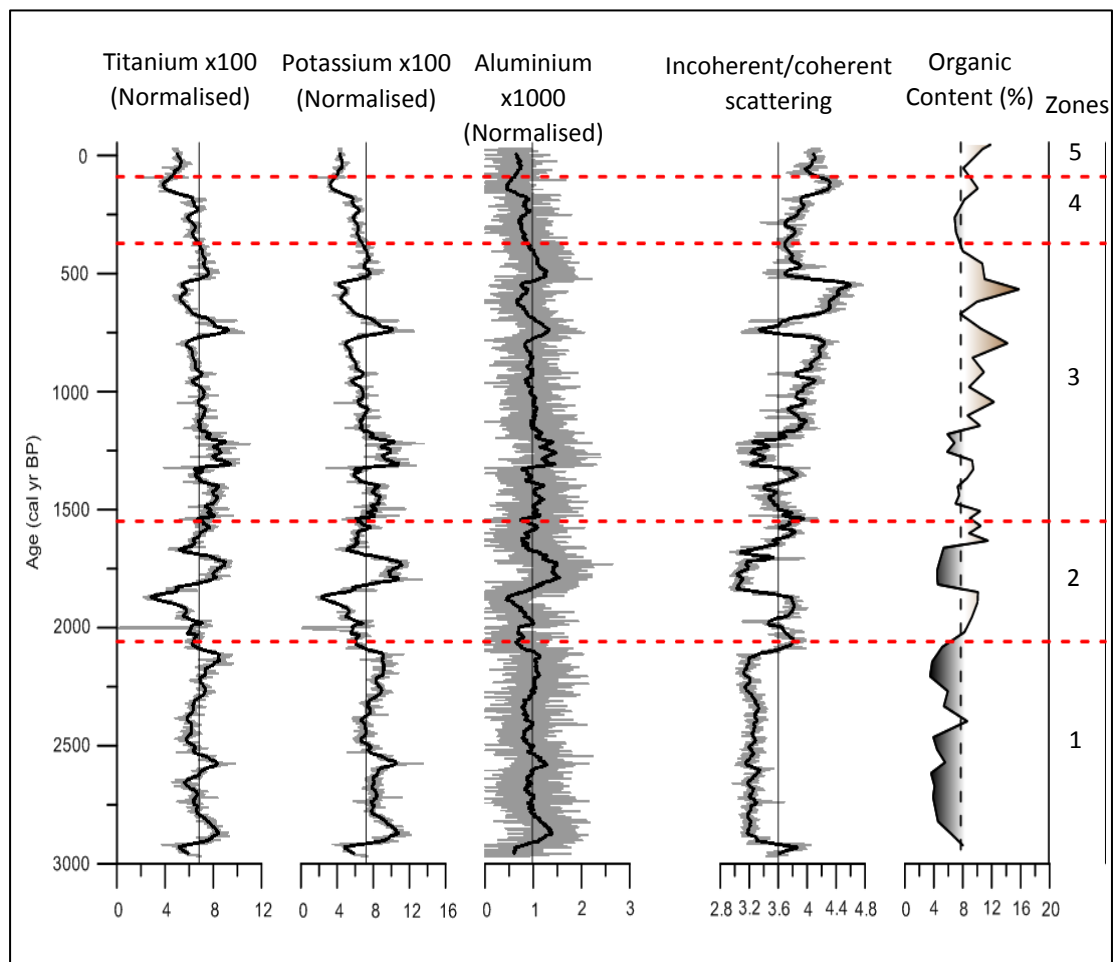 Titanium x100
(Normalised)
Potassium x100
(Normalised)
Aluminium
x1000
(Normalised)
Incoherent/coherent
scattering
Organic
Content (%)
Zones
Age (cal yr BP)
0
500
1000
1500
2000
2500
3000
5
4
3
2
1
0 4 8 12
0 4 8 12 16
0 1 2 3
2.8 3.2 3.6 4 4.4 4.8
0 4 8 12 16 20